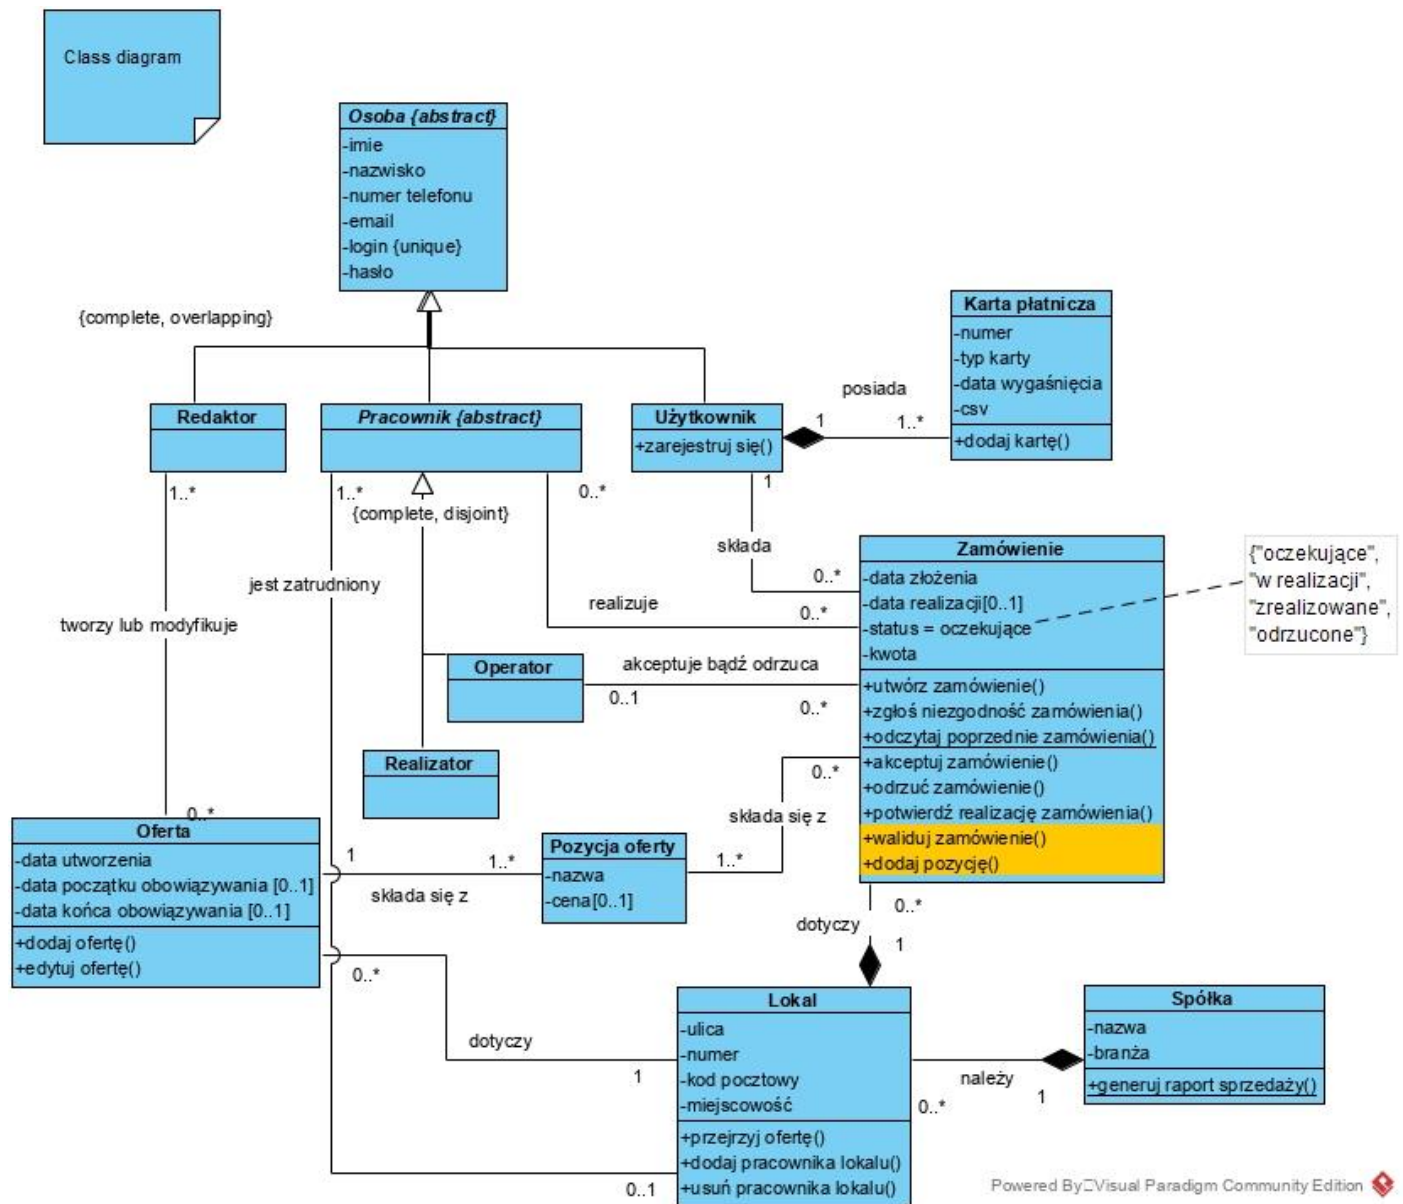 Class diagram
Osoba {abstract}
-imie
-nazwisko
-numer telefonu
-email
-login {unique}
-hasło
{complete, overlapping}
Redaktor
Pracownik {abstract}
Użytkownik
+zarejestruj się()
1
posiada
1..*
Karta płatnicza
-numer
-typ karty
-data wygaśnięcia
-csv
+dodaj kartę()
1..*
1..*
0..*
1
{complete, disjoint}
składa
0..*
jest zatrudniony
realizuje
0..*
tworzy lub modyfikuje
Zamówienie
-data złożenia
-data realizacji[0..1]
-status = oczekujące
-kwota
+utwórz zamówienie()
+zgłoś niezgodność zamówienia()
+odczytaj poprzednie zamówienia()
+akceptuj zamówienie()
+odrzuć zamówienie()
+potwierdź realizację zamówienia()
+waliduj zamówienie()
+dodaj pozycję()
{"oczekujące",
"w realizacji",
"zrealizowane",
"odrzucone"}
Operator
akceptuje bądź odrzuca
0..1
0..*
Realizator
0..*
składa się z
1..*
0..*
Oferta
-data utworzenia
-data początku obowiązywania [0..1]
-data końca obowiązywania [0..1]
+dodaj ofertę()
+edytuj ofertę()
1
składa się z
1..*
Pozycja oferty
-nazwa
-cena[0..1]
0..*
dotyczy
1
0..*
dotyczy
1
Lokal
-ulica
-numer
-kod pocztowy
-miejscowość
+przejrzyj ofertę()
+dodaj pracownika lokalu()
+usuń pracownika lokalu()
0..1
należy
0..*
1
Spółka
-nazwa
-branża
+generuj raport sprzedaży()
Powered By Visual Paradigm Community Edition